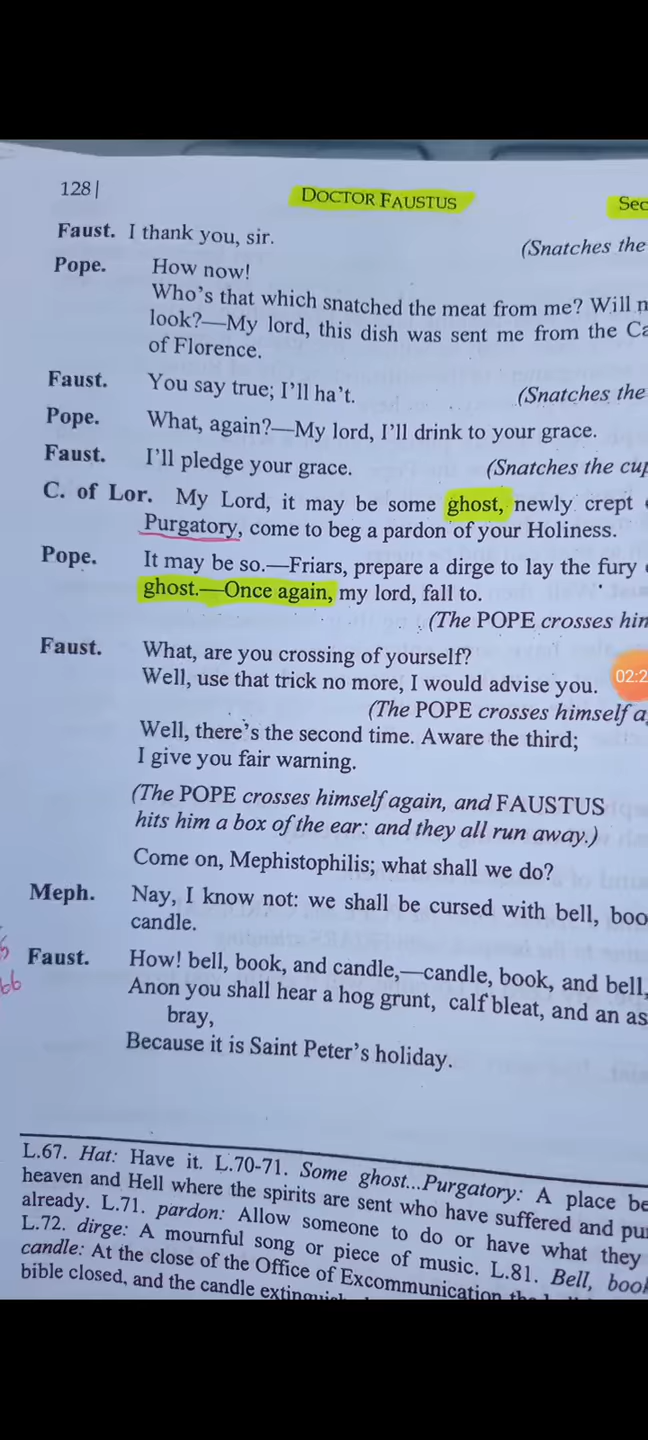 128|
DOCTOR FAUSTUS
Faust. I thank you, sir. (Snatches the
Pope. How now!
Who's that which snatched the meat from me? Will
look?—My lord, this dish was sent me from the
of Florence.
Faust. You say true; I'll ha't. (Snatches the
Pope. What, again?—My lord, I'll drink to your grace.
Faust. I'll pledge your grace. (Snatches the cup
C. of Lor. My Lord, it may be some ghost, newly crept
Purgatory, come to beg a pardon of your Holiness.
Pope. It may be so.—Friars, prepare a dirge to lay the fury
ghost.—Once again, my lord, fall to.
(The POPE crosses
Faust. What, are you crossing of yourself?
Well, use that trick no more, I would advise you.
02:2
(The POPE crosses himself
Well, there's the second time. Aware the third;
I give you fair warning.
(The POPE crosses himself again, and FAUSTUS
hits him a box of the ear: and they all run away.)
Come on, Mephistophilis; what shall we do?
Meph. Nay, I know not: we shall be cursed with bell,
candle.
Faust. How! bell, book, and candle,—candle, book, and bell,
66
Anon you shall hear a hog grunt, calf bleat, and an
bray,
Because it is Saint Peter's holiday.
L.67. Hat: Have it. L.70-71. Some ghost...Purgatory: A place
heaven and Hell where the spirits are sent who have suffered and
already. L.71. pardon: Allow someone to do or have what they
L.72. dirge: A mournful song or piece of music. L.81. Bell,
candle: At the close of the Office of Excommunication
bible closed, and the candle